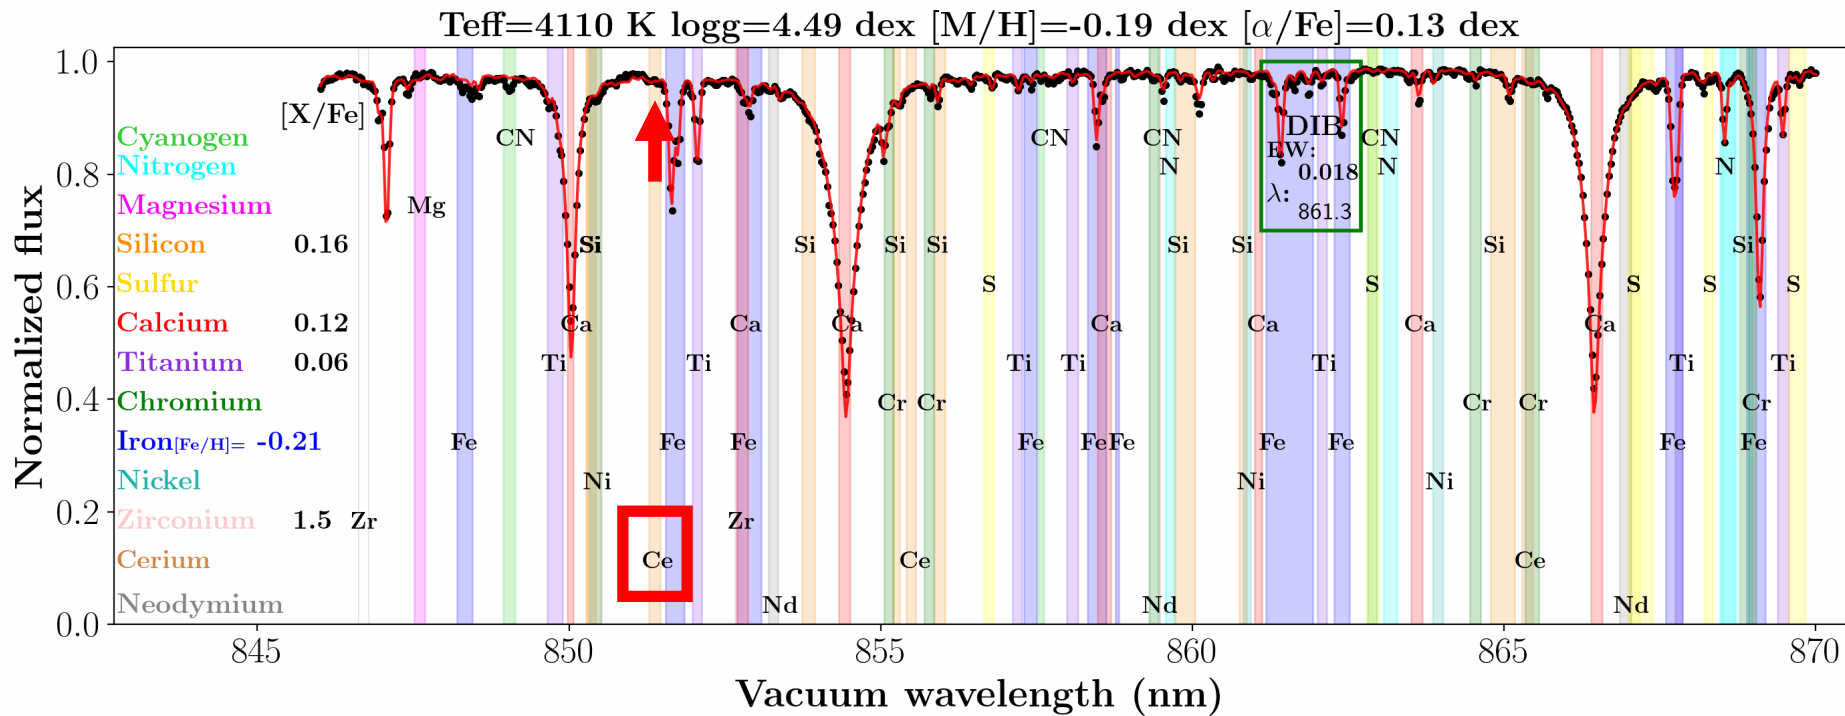 Teff=4110 K logg=4.49 dex [M/H]=-0.19 dex [α/Fe]=0.13 dex
Normalized flux
1.0
0.8
0.6
0.4
0.2
0.0
[X/Fe]
Cyanogen CN CN CN CN
Nitrogen N N N
Magnesium Mg
Silicon 0.16 Si Si Si Si Si Si Si Si
Sulfur S S S S S
Calcium 0.12 Ca Ca Ca Ca Ca Ca Ca
Titanium 0.06 Ti Ti Ti Ti Ti Ti Ti
Chromium Cr Cr Cr Cr Cr
Iron[Fe/H]= -0.21 Fe Fe Fe Fe Fe Fe Fe Fe Fe Fe
Nickel Ni Ni Ni
Zirconium 1.5 Zr Zr
Cerium Ce Ce Ce
Neodymium Nd Nd Nd
DIB
EW:
0.018
λ:
861.3
845 850 855 860 865 870
Vacuum wavelength (nm)